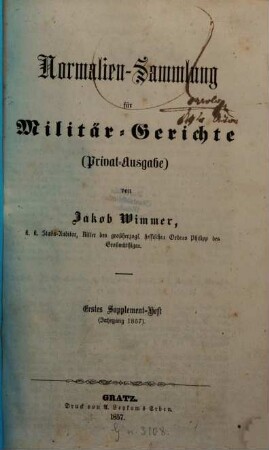 Normalien-Sammlung
für
Militär-Gerichte
(Privat-Ausgabe)
von
Jakob Wimmer,
k. k. Stabs-Auditor, Ritter des großherzogl. hessischen Ordens Philipp des
Großmüthigen.
Erstes Supplement-Heft
(Jahrgang 1857).
GRATZ.
Druck von A. Leykam's Erben.
1857.